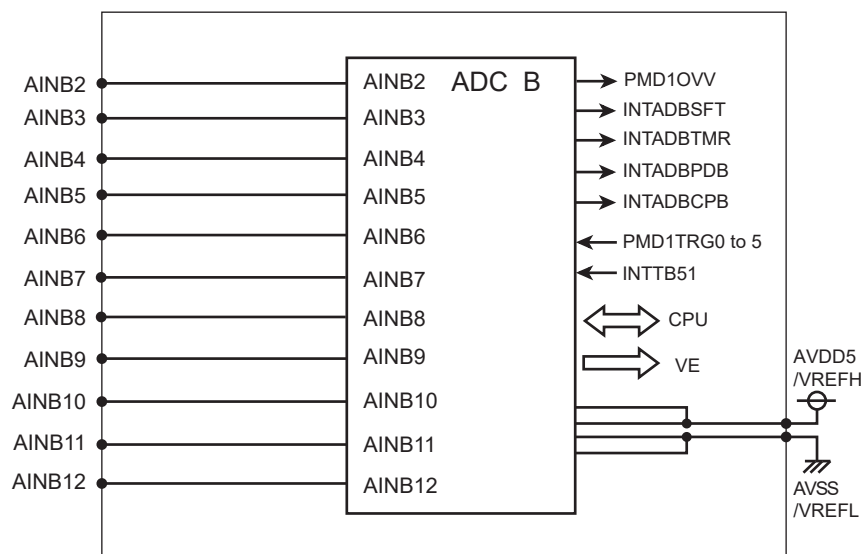 AINB2
AINB3
AINB4
AINB5
AINB6
AINB7
AINB8
AINB9
AINB10
AINB11
AINB12
ADC B
AINB2
AINB3
AINB4
AINB5
AINB6
AINB7
AINB8
AINB9
AINB10
AINB11
AINB12
PMD1OVV
INTADBSFT
INTADBTMR
INTADBPDB
INTADBCPB
PMD1TRG0 to 5
INTTB51
CPU
VE
AVDD5
/VREFH
AVSS
/VREFL